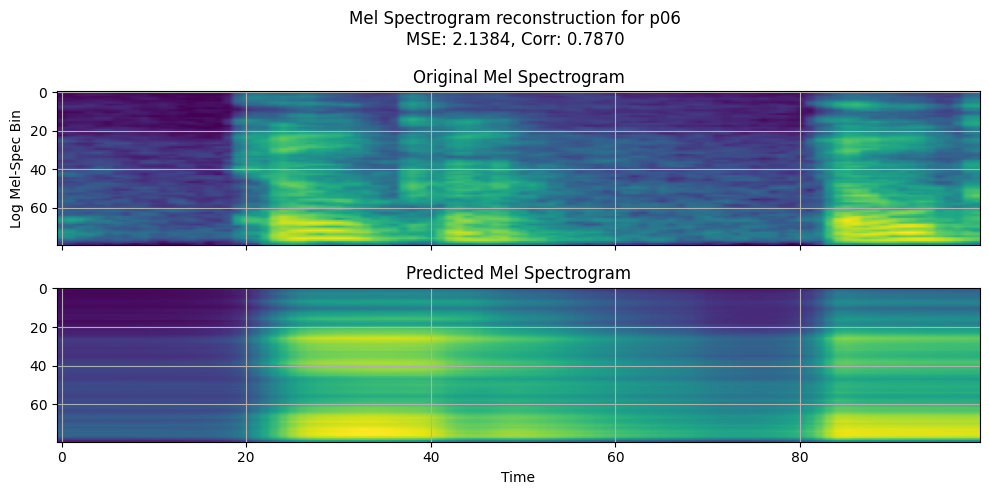 Mel Spectrogram reconstruction for p06
MSE: 2.1384, Corr: 0.7870
Original Mel Spectrogram
Log Mel-Spec Bin
0
20
40
60
Predicted Mel Spectrogram
0
20
40
60
0 20 40 60 80
Time